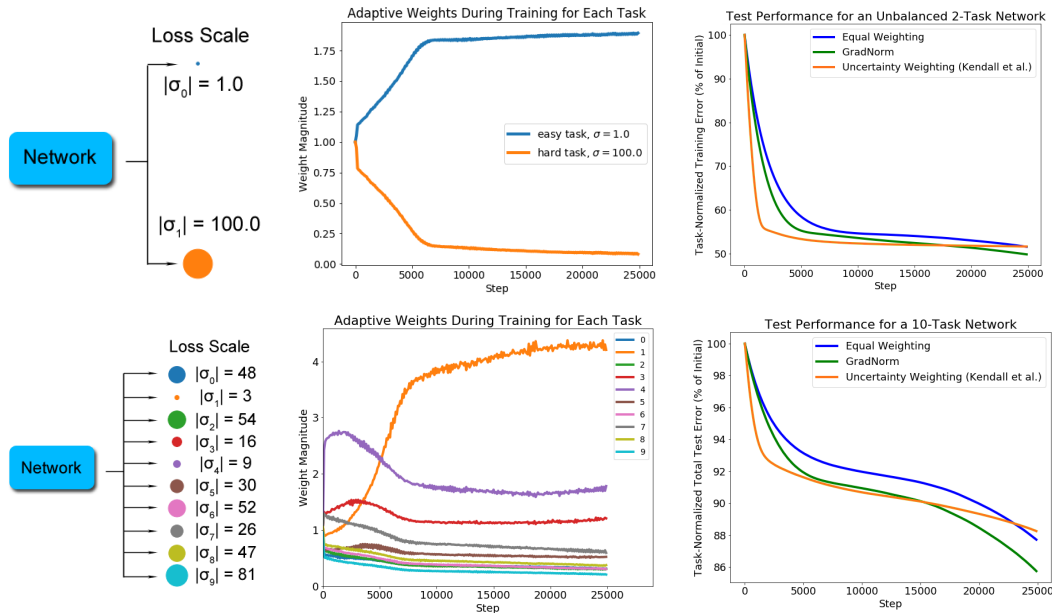 Loss Scale
|σ₀| = 1.0
Network
|σ₁| = 100.0
Adaptive Weights During Training for Each Task
Weight Magnitude
1.75
1.50
1.25
1.00
0.75
0.50
0.25
0.00
easy task, σ = 1.0
hard task, σ = 100.0
0
5000
10000
15000
20000
25000
Step
Test Performance for an Unbalanced 2-Task Network
Task-Normalized Training Error (% of Initial)
100
90
80
70
60
50
Equal Weighting
GradNorm
Uncertainty Weighting (Kendall et al.)
0
5000
10000
15000
20000
25000
Step
Loss Scale
Network
|σ₀| = 48
|σ₁| = 3
|σ₂| = 54
|σ₃| = 16
|σ₄| = 9
|σ₅| = 30
|σ₆| = 52
|σ₇| = 26
|σ₈| = 47
|σ₉| = 81
Adaptive Weights During Training for Each Task
Weight Magnitude
4
3
2
1
0
0
1
2
3
4
5
6
7
8
9
0
5000
10000
15000
20000
25000
Step
Test Performance for a 10-Task Network
Task-Normalized Total Test Error (% of Initial)
100
98
96
94
92
90
88
86
Equal Weighting
GradNorm
Uncertainty Weighting (Kendall et al.)
0
5000
10000
15000
20000
25000
Step